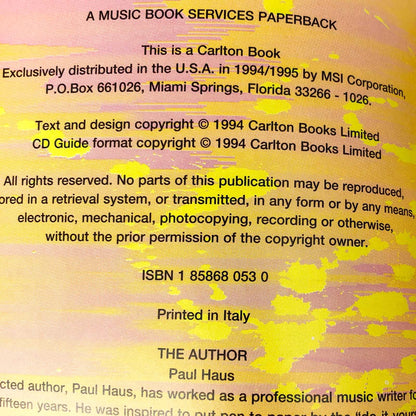 A MUSIC BOOK SERVICES PAPERBACK
This is a Carlton Book
Exclusively distributed in the U.S.A. in 1994/1995 by MSI Corporation,
P.O.Box 661026, Miami Springs, Florida 33266 - 1026.
Text and design copyright © 1994 Carlton Books Limited
CD Guide format copyright © 1994 Carlton Books Limited
All rights reserved. No parts of this publication may be reproduced,
ored in a retrieval system, or transmitted, in any form or by any means,
electronic, mechanical, photocopying, recording or otherwise,
without the prior permission of the copyright owner.
ISBN 1 85868 053 0
Printed in Italy
THE AUTHOR
Paul Haus
cted author, Paul Haus, has worked as a professional music writer fo
fifteen years. He was inspired to put pen to paper by the "do it your